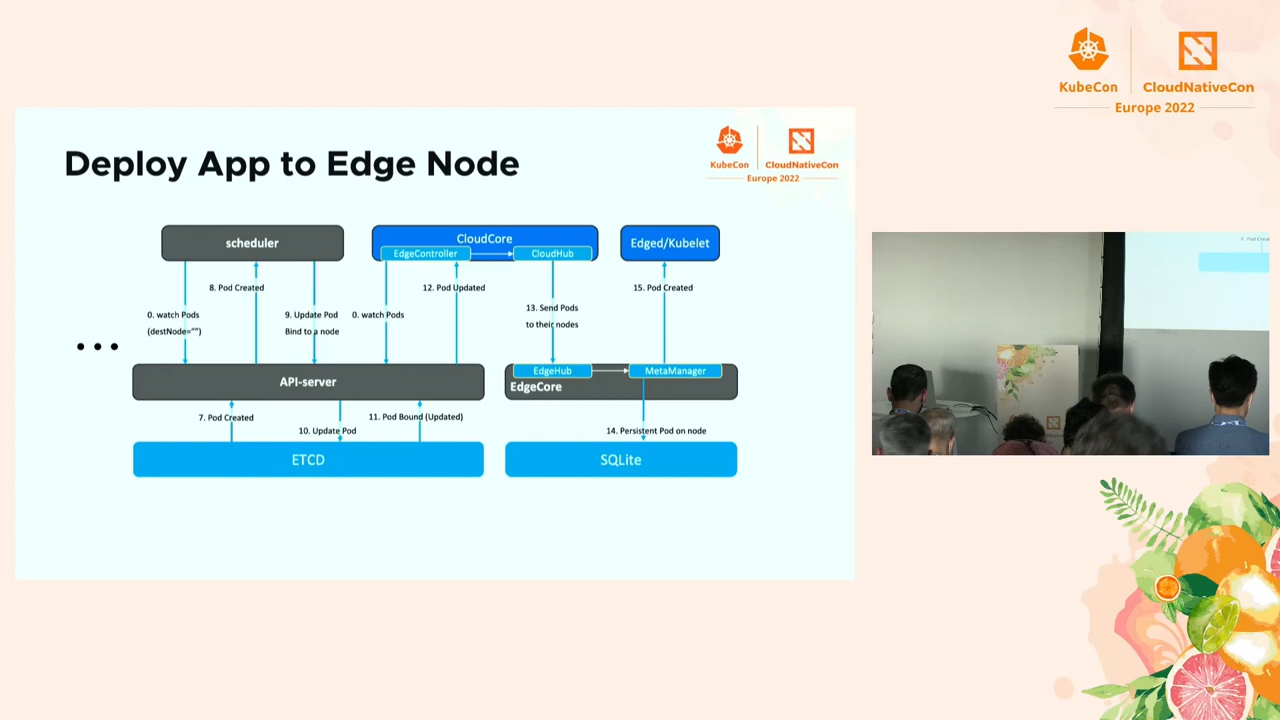 KubeCon
CloudNativeCon
Europe 2022
Deploy App to Edge Node
KubeCon
CloudNativeCon
Europe 2022
scheduler
CloudCore
EdgeController
CloudHub
Edged/Kubelet
8. Pod Created
12. Pod Updated
15. Pod Created
0. watch Pods
(destNode="")
9. Update Pod
Bind to a node
0. watch Pods
13. Send Pods
to their nodes
• • •
API-server
EdgeHub
MetaManager
EdgeCore
7. Pod Created
10. Update Pod
11. Pod Bound (Updated)
14. Persistent Pod on node
ETCD
SQLite